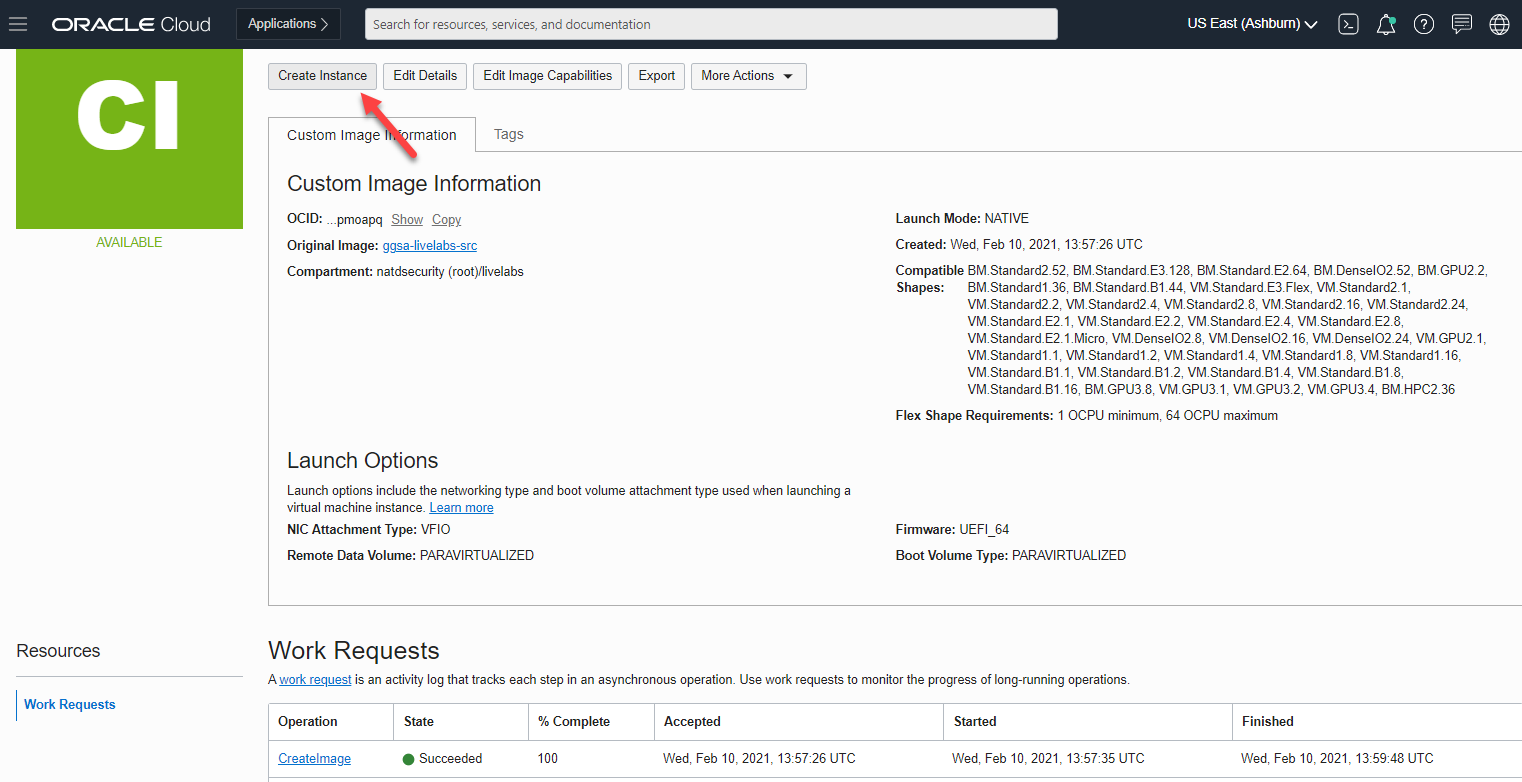 ORACLE Cloud
Applications
Search for resources, services, and documentation
US East (Ashburn)
CI
AVAILABLE
Create Instance
Edit Details
Edit Image Capabilities
Export
More Actions
Custom Image Information
Tags
Custom Image Information
OCID: ...pmoapq Show Copy
Original Image: ggsa-livelabs-src
Compartment: natdsecurity (root)/livelabs
Launch Mode: NATIVE
Created: Wed, Feb 10, 2021, 13:57:26 UTC
Compatible BM.Standard2.52, BM.Standard.E3.128, BM.Standard.E2.64, BM.DenseIO2.52, BM.GPU2.2,
Shapes: BM.Standard1.36, BM.Standard.B1.44, VM.Standard.E3.Flex, VM.Standard2.1,
VM.Standard2.2, VM.Standard2.4, VM.Standard2.8, VM.Standard2.16, VM.Standard2.24,
VM.Standard.E2.1, VM.Standard.E2.2, VM.Standard.E2.4, VM.Standard.E2.8,
VM.Standard.E2.1.Micro, VM.DenseIO2.8, VM.DenseIO2.16, VM.DenseIO2.24, VM.GPU2.1,
VM.Standard1.1, VM.Standard1.2, VM.Standard1.4, VM.Standard1.8, VM.Standard1.16,
VM.Standard.B1.1, VM.Standard.B1.2, VM.Standard.B1.4, VM.Standard.B1.8,
VM.Standard.B1.16, BM.GPU3.8, VM.GPU3.1, VM.GPU3.2, VM.GPU3.4, BM.HPC2.36
Flex Shape Requirements: 1 OCPU minimum, 64 OCPU maximum
Launch Options
Launch options include the networking type and boot volume attachment type used when launching a
virtual machine instance. Learn more
NIC Attachment Type: VFIO
Remote Data Volume: PARAVIRTUALIZED
Firmware: UEFI_64
Boot Volume Type: PARAVIRTUALIZED
Resources
Work Requests
Work Requests
A work request is an activity log that tracks each step in an asynchronous operation. Use work requests to monitor the progress of long-running operations.
Operation State % Complete Accepted Started Finished
CreateImage Succeeded 100 Wed, Feb 10, 2021, 13:57:26 UTC Wed, Feb 10, 2021, 13:57:35 UTC Wed, Feb 10, 2021, 13:59:48 UTC